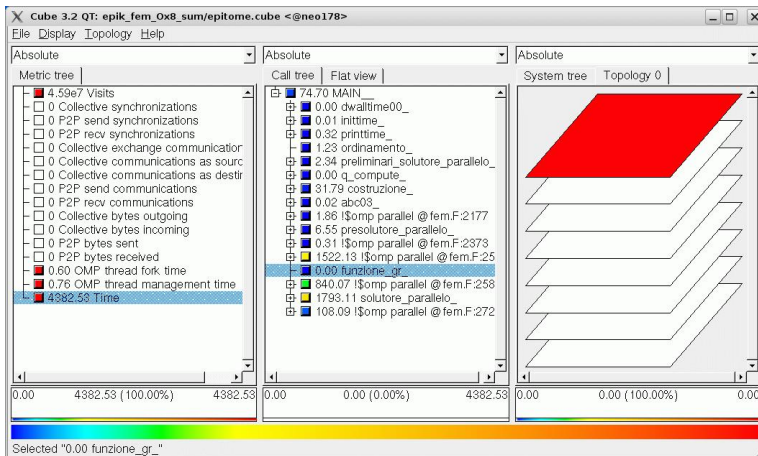 Cube 3.2 QT: epik_fem_0x8_sum/epitome.cube <@neo178>
File Display Topology Help
Absolute
Absolute
Absolute
Metric tree
Call tree
Flat view
System tree
Topology 0
4.59e7 Visits
0 Collective synchronizations
0 P2P send synchronizations
0 P2P recv synchronizations
0 Collective exchange communication
0 Collective communications as sourc
0 Collective communications as destir
0 P2P send communications
0 P2P recv communications
0 Collective bytes outgoing
0 Collective bytes incoming
0 P2P bytes sent
0 P2P bytes received
0.60 OMP thread fork time
0.76 OMP thread management time
4382.53 Time
74.70 MAIN__
0.00 dwalltime00_
0.01 inittime_
0.32 printtime_
1.23 ordinamento_
2.34 preliminari_solutore_parallelo_
0.00 q_compute_
31.79 costruzione_
0.02 abc03_
1.86 !$omp parallel @fem.F:2177
6.55 presolutore_parallelo_
0.31 !$omp parallel @fem.F:2373
1522.13 !$omp parallel @fem.F:25
0.00 funzione_gr_
840.07 !$omp parallel @fem.F:258
1793.11 solutore_parallelo_
108.09 !$omp parallel @fem.F:272
0.00 4382.53 (100.00%) 4382.53
0.00 0.00 (0.00%) 4382.53
0.00 0.00 (100.00%) 0.00
Selected "0.00 funzione_gr_"